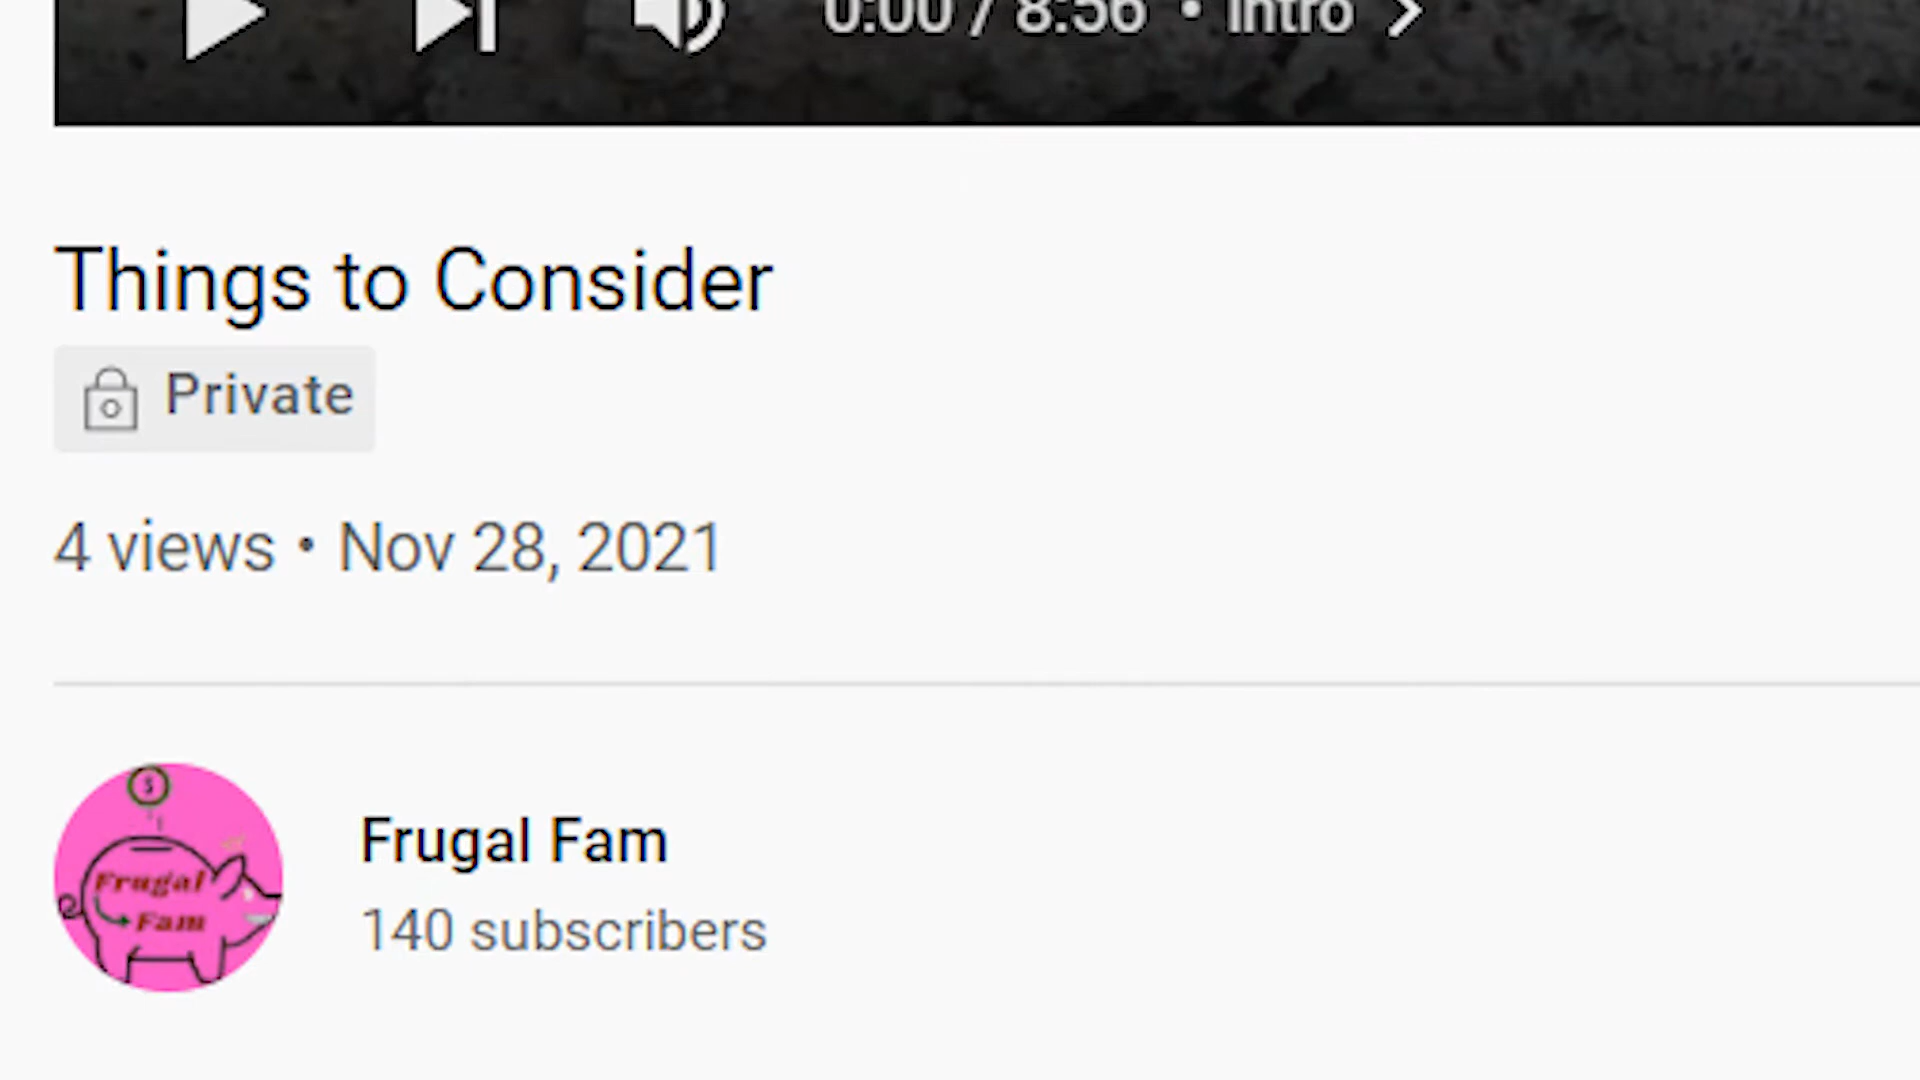 0:00 / 8:56 • Intro >
Things to Consider
Private
4 views • Nov 28, 2021
$
Frugal
Fam
Frugal Fam
140 subscribers